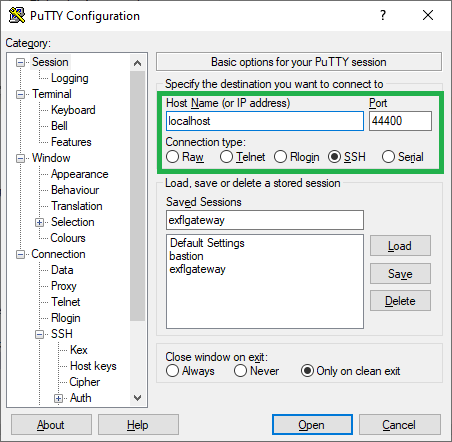 PuTTY Configuration
Category:
Session
Logging
Terminal
Keyboard
Bell
Features
Window
Appearance
Behaviour
Translation
Selection
Colours
Connection
Data
Proxy
Telnet
Rlogin
SSH
Kex
Host keys
Cipher
Auth
Basic options for your PuTTY session
Specify the destination you want to connect to
Host Name (or IP address) Port
localhost 44400
Connection type:
Raw Telnet Rlogin SSH Serial
Load, save or delete a stored session
Saved Sessions
exflgateway
Default Settings
bastion
exflgateway
Load
Save
Delete
Close window on exit:
Always Never Only on clean exit
About Help Open Cancel